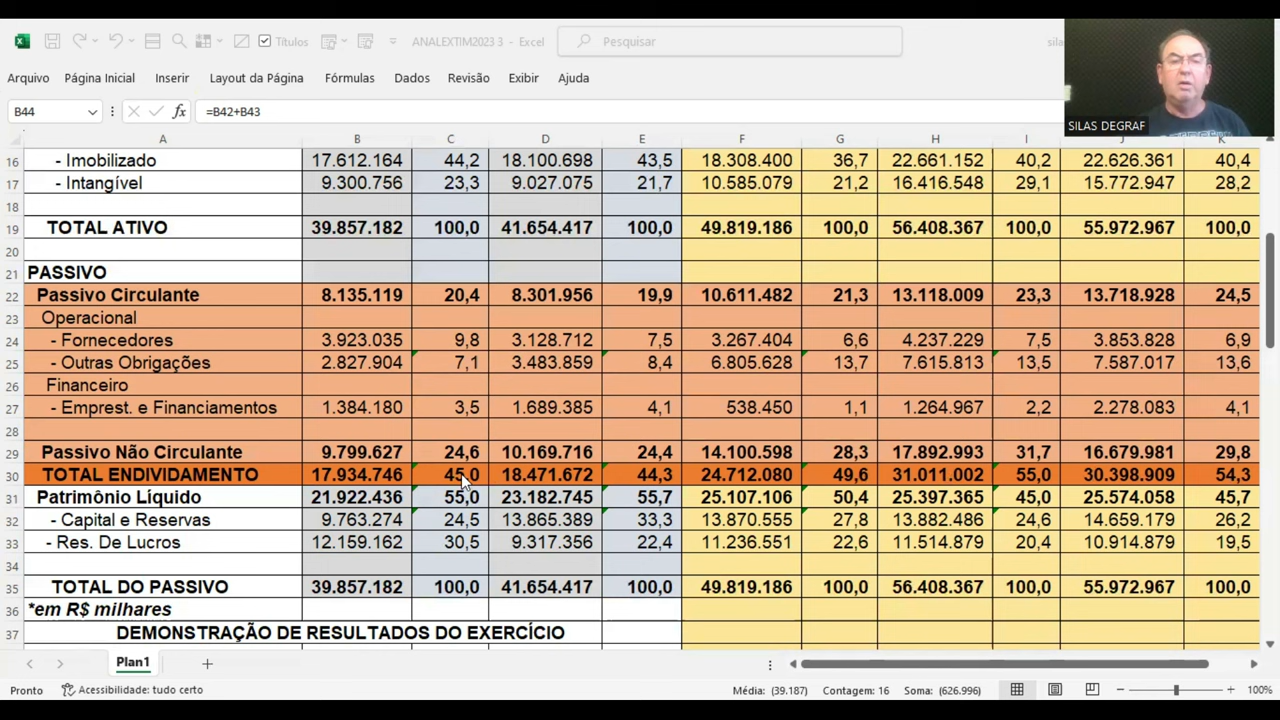 Títulos
ANALEXTIM2023 3 - Excel
Pesquisar
Arquivo Página Inicial Inserir Layout da Página Fórmulas Dados Revisão Exibir Ajuda
SILAS DEGRAF
B44 fx =B42+B43
A B C D E F G H I J K
16 - Imobilizado 17.612.164 44,2 18.100.698 43,5 18.308.400 36,7 22.661.152 40,2 22.626.361 40,4
17 - Intangível 9.300.756 23,3 9.027.075 21,7 10.585.079 21,2 16.416.548 29,1 15.772.947 28,2
18
19 TOTAL ATIVO 39.857.182 100,0 41.654.417 100,0 49.819.186 100,0 56.408.367 100,0 55.972.967 100,0
20
21 PASSIVO
22 Passivo Circulante 8.135.119 20,4 8.301.956 19,9 10.611.482 21,3 13.118.009 23,3 13.718.928 24,5
23 Operacional
24 - Fornecedores 3.923.035 9,8 3.128.712 7,5 3.267.404 6,6 4.237.229 7,5 3.853.828 6,9
25 - Outras Obrigações 2.827.904 7,1 3.483.859 8,4 6.805.628 13,7 7.615.813 13,5 7.587.017 13,6
26 Financeiro
27 - Emprest. e Financiamentos 1.384.180 3,5 1.689.385 4,1 538.450 1,1 1.264.967 2,2 2.278.083 4,1
28
29 Passivo Não Circulante 9.799.627 24,6 10.169.716 24,4 14.100.598 28,3 17.892.993 31,7 16.679.981 29,8
30 TOTAL ENDIVIDAMENTO 17.934.746 45,0 18.471.672 44,3 24.712.080 49,6 31.011.002 55,0 30.398.909 54,3
31 Patrimônio Líquido 21.922.436 55,0 23.182.745 55,7 25.107.106 50,4 25.397.365 45,0 25.574.058 45,7
32 - Capital e Reservas 9.763.274 24,5 13.865.389 33,3 13.870.555 27,8 13.882.486 24,6 14.659.179 26,2
33 - Res. De Lucros 12.159.162 30,5 9.317.356 22,4 11.236.551 22,6 11.514.879 20,4 10.914.879 19,5
34
35 TOTAL DO PASSIVO 39.857.182 100,0 41.654.417 100,0 49.819.186 100,0 56.408.367 100,0 55.972.967 100,0
36 *em R$ milhares
37 DEMONSTRAÇÃO DE RESULTADOS DO EXERCÍCIO
Plan1
Pronto Acessibilidade: tudo certo Média: (39.187) Contagem: 16 Soma: (626.996) 100%